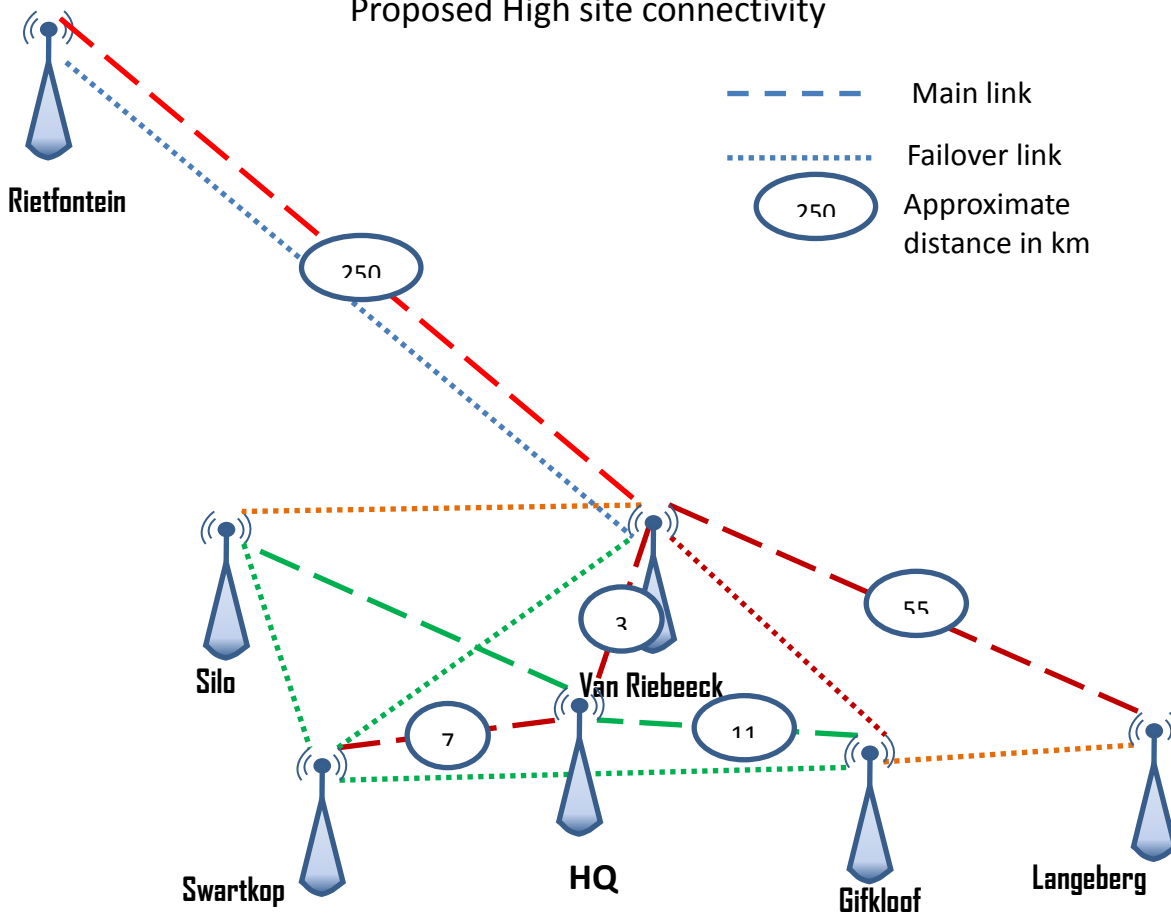 Proposed High site connectivity
Main link
Failover link
250
Approximate
distance in km
Rietfontein
250
55
3
Silo
Van Riebeeck
7
11
Swartkop
HQ
Gifkloof
Langeberg